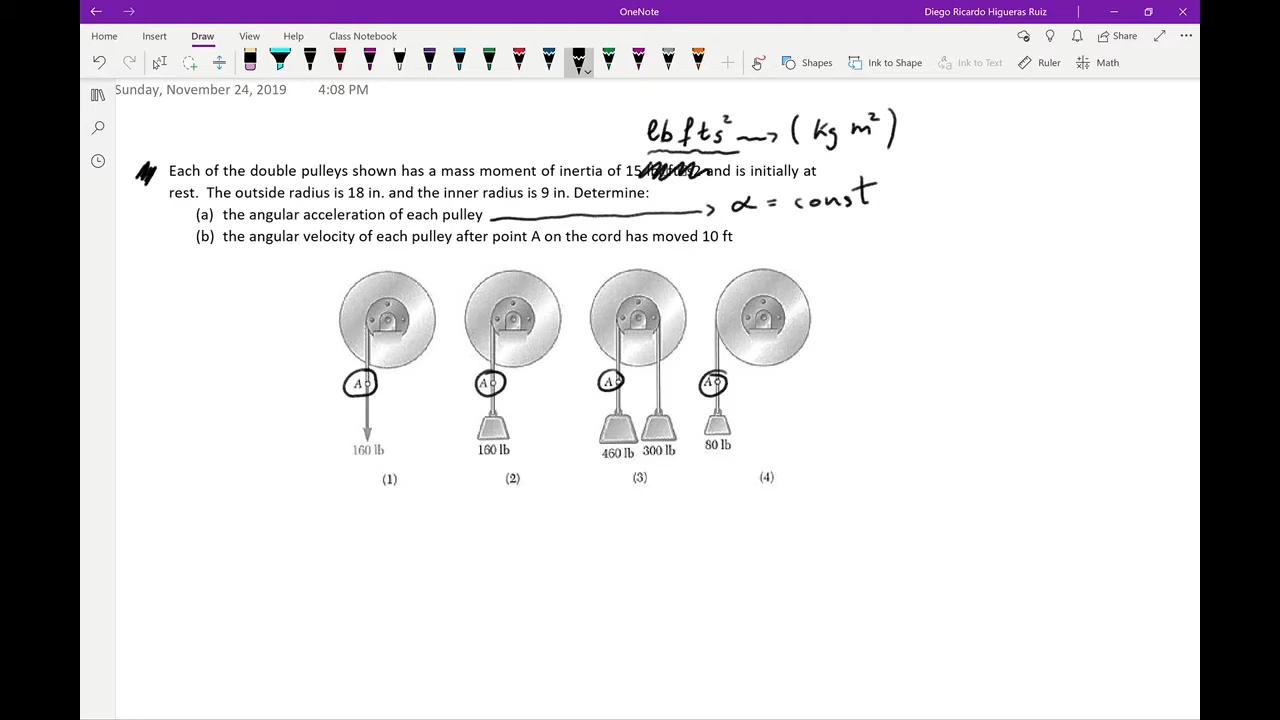 OneNote
Diego Ricardo Higueras Ruiz
Home Insert Draw View Help Class Notebook
Share
Shapes Ink to Shape Ink to Text Ruler Math
Sunday, November 24, 2019 4:08 PM
lb ft s² → (kg m²)
Each of the double pulleys shown has a mass moment of inertia of 15 and is initially at
rest. The outside radius is 18 in. and the inner radius is 9 in. Determine:
(a) the angular acceleration of each pulley → α = const
(b) the angular velocity of each pulley after point A on the cord has moved 10 ft
A A A A
160 lb 160 lb 460 lb 300 lb 80 lb
(1) (2) (3) (4)